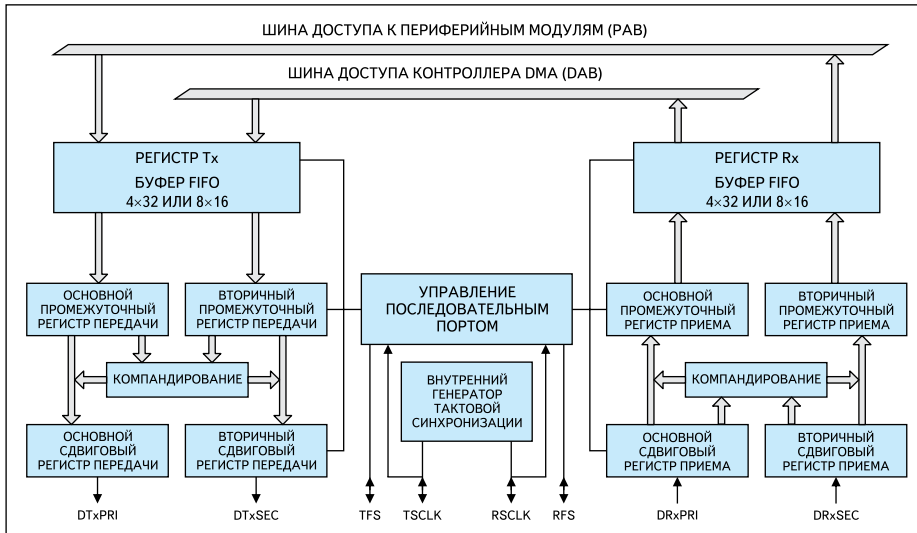 ШИНА ДОСТУПА К ПЕРИФЕРИЙНЫМ МОДУЛЯМ (PAB)
ШИНА ДОСТУПА КОНТРОЛЛЕРА DMA (DAB)
РЕГИСТР Tx
БУФЕР FIFO
4×32 ИЛИ 8×16
РЕГИСТР Rx
БУФЕР FIFO
4×32 ИЛИ 8×16
ОСНОВНОЙ
ПРОМЕЖУТОЧНЫЙ
РЕГИСТР ПЕРЕДАЧИ
ВТОРИЧНЫЙ
ПРОМЕЖУТОЧНЫЙ
РЕГИСТР ПЕРЕДАЧИ
УПРАВЛЕНИЕ
ПОСЛЕДОВАТЕЛЬНЫМ
ПОРТОМ
ОСНОВНОЙ
ПРОМЕЖУТОЧНЫЙ
РЕГИСТР ПРИЕМА
ВТОРИЧНЫЙ
ПРОМЕЖУТОЧНЫЙ
РЕГИСТР ПРИЕМА
КОМПАНДИРОВАНИЕ
ВНУТРЕННИЙ
ГЕНЕРАТОР
ТАКТОВОЙ
СИНХРОНИЗАЦИИ
КОМПАНДИРОВАНИЕ
ОСНОВНОЙ
СДВИГОВЫЙ
РЕГИСТР ПЕРЕДАЧИ
ВТОРИЧНЫЙ
СДВИГОВЫЙ
РЕГИСТР ПЕРЕДАЧИ
ОСНОВНОЙ
СДВИГОВЫЙ
РЕГИСТР ПРИЕМА
ВТОРИЧНЫЙ
СДВИГОВЫЙ
РЕГИСТР ПРИЕМА
DTxPRI
DTxSEC
TFS
TSCLK
RSCLK
RFS
DRxPRI
DRxSEC